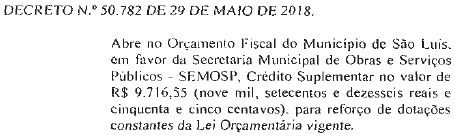 DECRETO N.º 50.782 DE 29 DE MAIO DE 2018.
Abre no Orçamento Fiscal do Município de São Luís,
em favor da Secretaria Municipal de Obras e Serviços
Públicos - SEMOSP, Crédito Suplementar no valor de
R$ 9.716,55 (nove mil, setecentos e dezesseis reais e
cinquenta e cinco centavos), para reforço de dotações
constantes da Lei Orçamentária vigente.